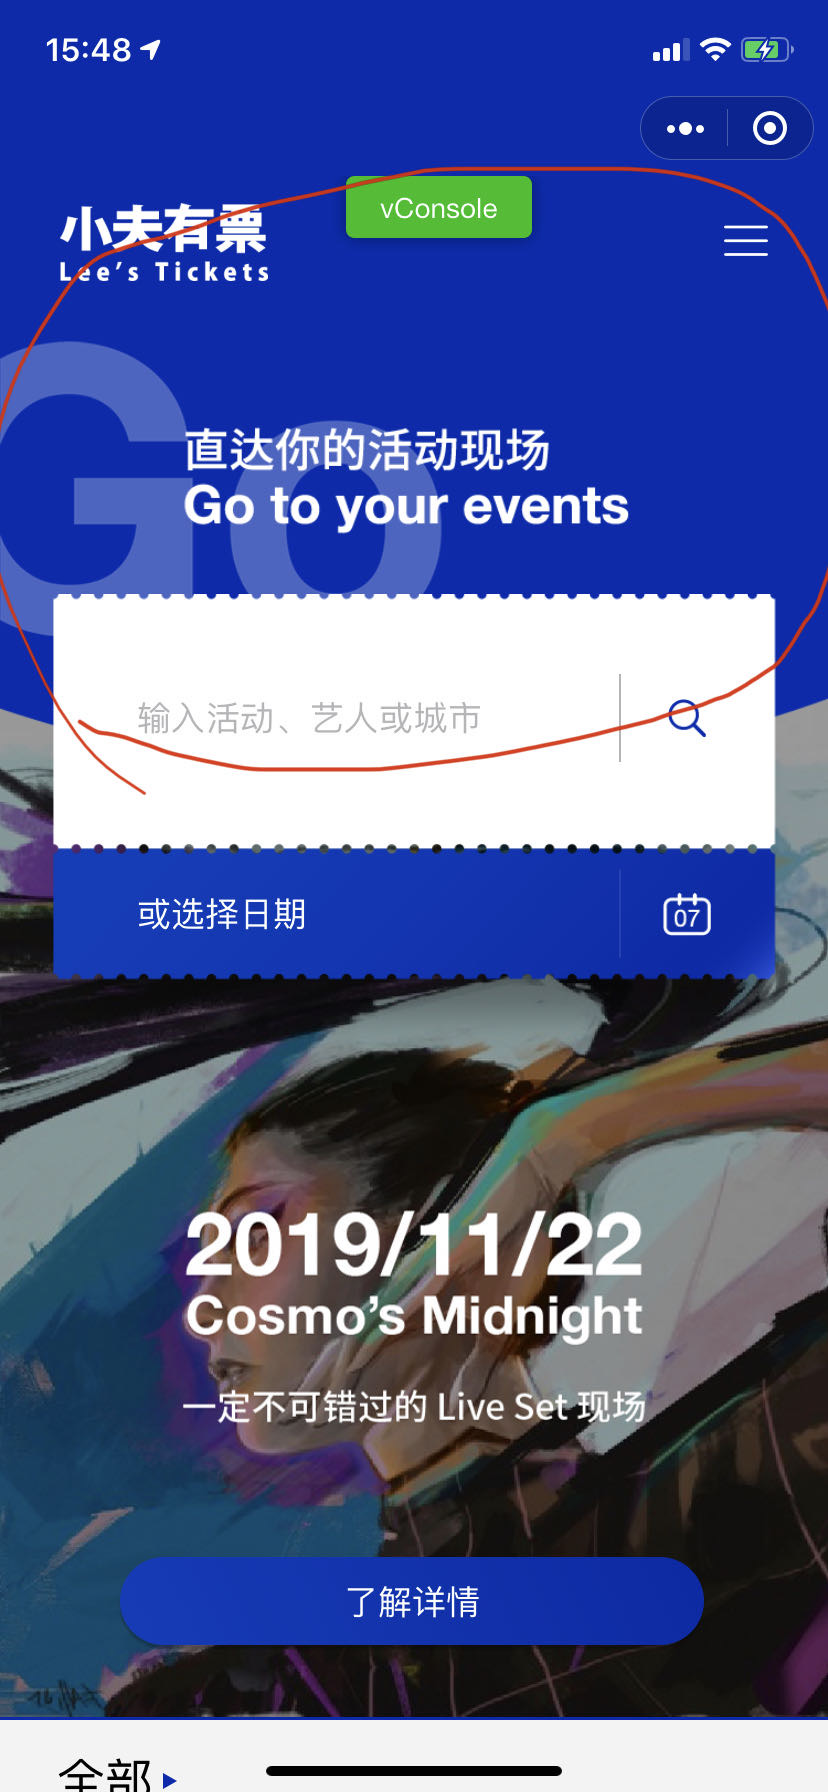 15:48
vConsole
小夫有票
Lee's Tickets
Go
直达你的活动现场
Go to your events
输入活动、艺人或城市
或选择日期
07
2019/11/22
Cosmo's Midnight
一定不可错过的 Live Set 现场
了解详情
全部